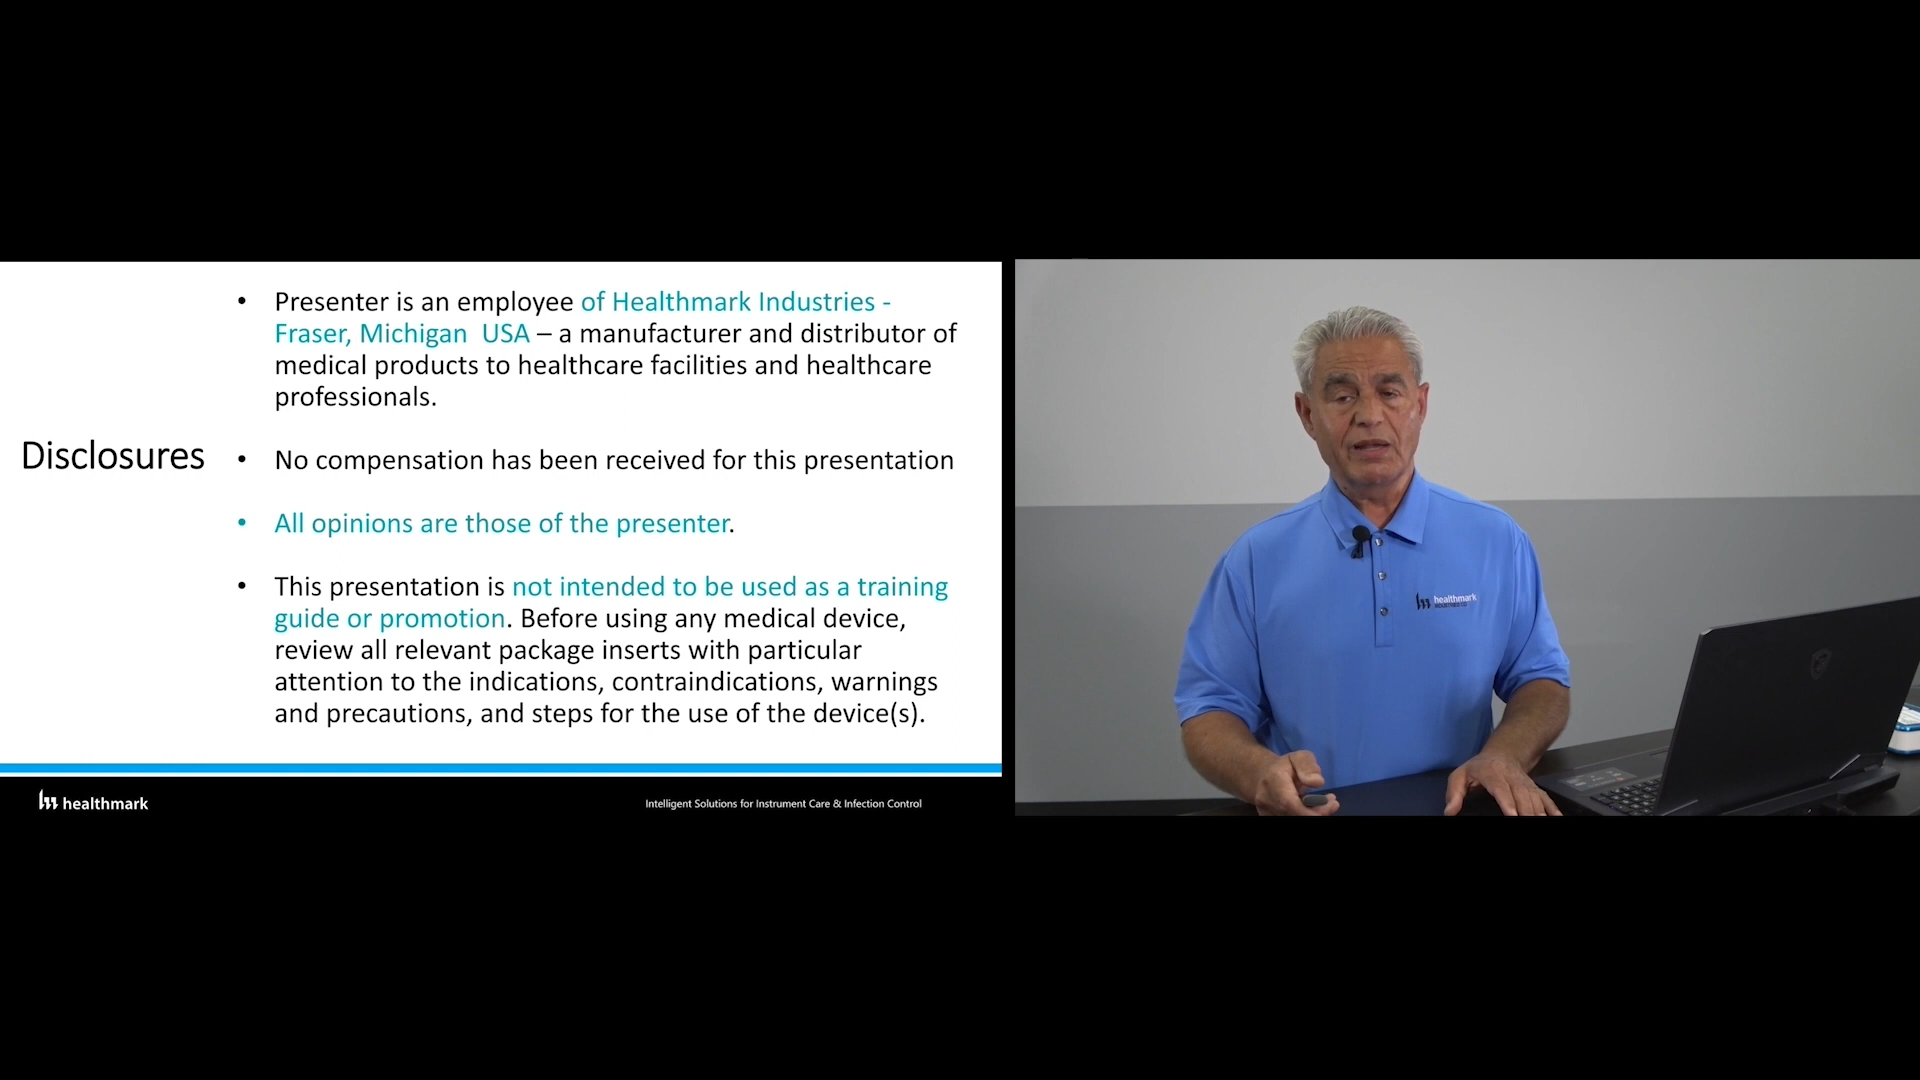 Disclosures
• Presenter is an employee of Healthmark Industries -
Fraser, Michigan  USA – a manufacturer and distributor of
medical products to healthcare facilities and healthcare
professionals.
• No compensation has been received for this presentation
• All opinions are those of the presenter.
• This presentation is not intended to be used as a training
guide or promotion. Before using any medical device,
review all relevant package inserts with particular
attention to the indications, contraindications, warnings
and precautions, and steps for the use of the device(s).
healthmark
Intelligent Solutions for Instrument Care & Infection Control
healthmark